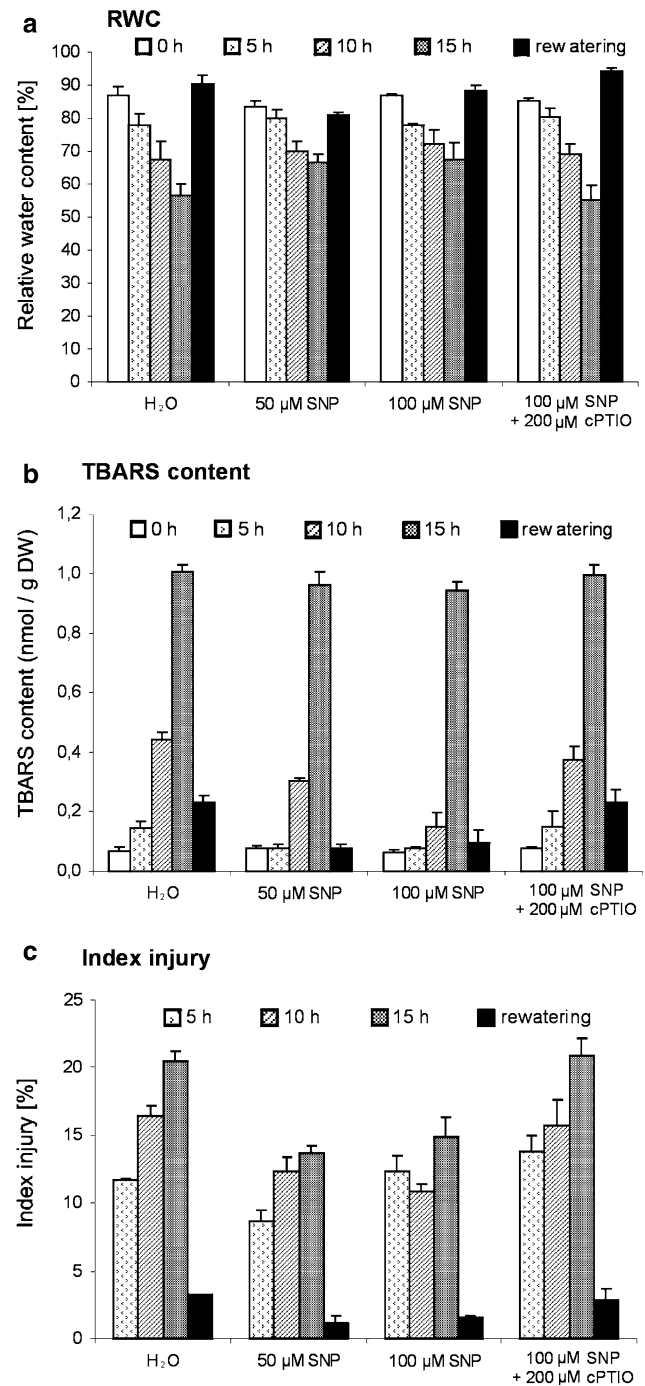 a RWC
0 h 5 h 10 h 15 h rewatering
Relative water content [%]
100
90
80
70
60
50
40
30
20
10
0
H₂O 50 µM SNP 100 µM SNP 100 µM SNP
+ 200 µM cPTIO
b TBARS content
1,2
0 h 5 h 10 h 15 h rewatering
TBARS content (nmol / g DW)
1,0
0,8
0,6
0,4
0,2
0,0
H₂O 50 µM SNP 100 µM SNP 100 µM SNP
+ 200 µM cPTIO
c Index injury
25
5 h 10 h 15 h rewatering
Index injury [%]
20
15
10
5
0
H₂O 50 µM SNP 100 µM SNP 100 µM SNP
+ 200 µM cPTIO